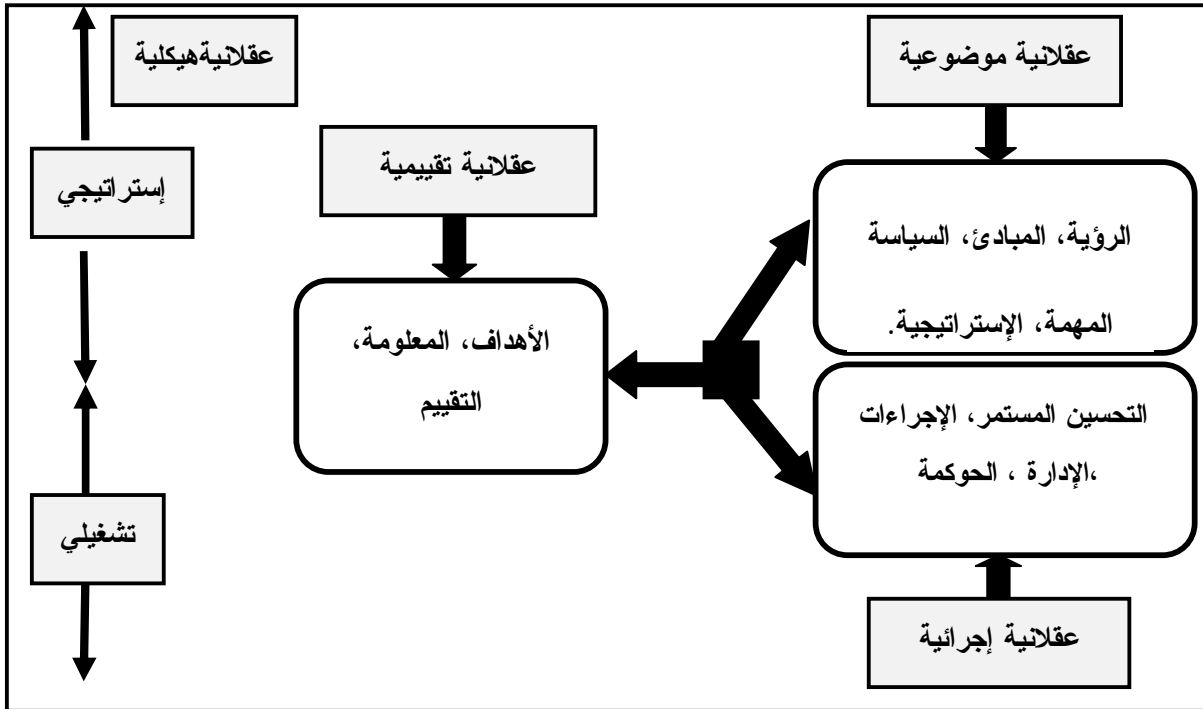 عقلانية موضوعية
عقلانيةهيكلية
عقلانية تقييمية
إستراتيجي
الرؤية، المبادئ، السياسة
المهمة، الإستراتيجية.
الأهداف، المعلومة،
التقييم
التحسين المستمر، الإجراءات
،الإدارة ، الحوكمة
تشغيلي
عقلانية إجرائية